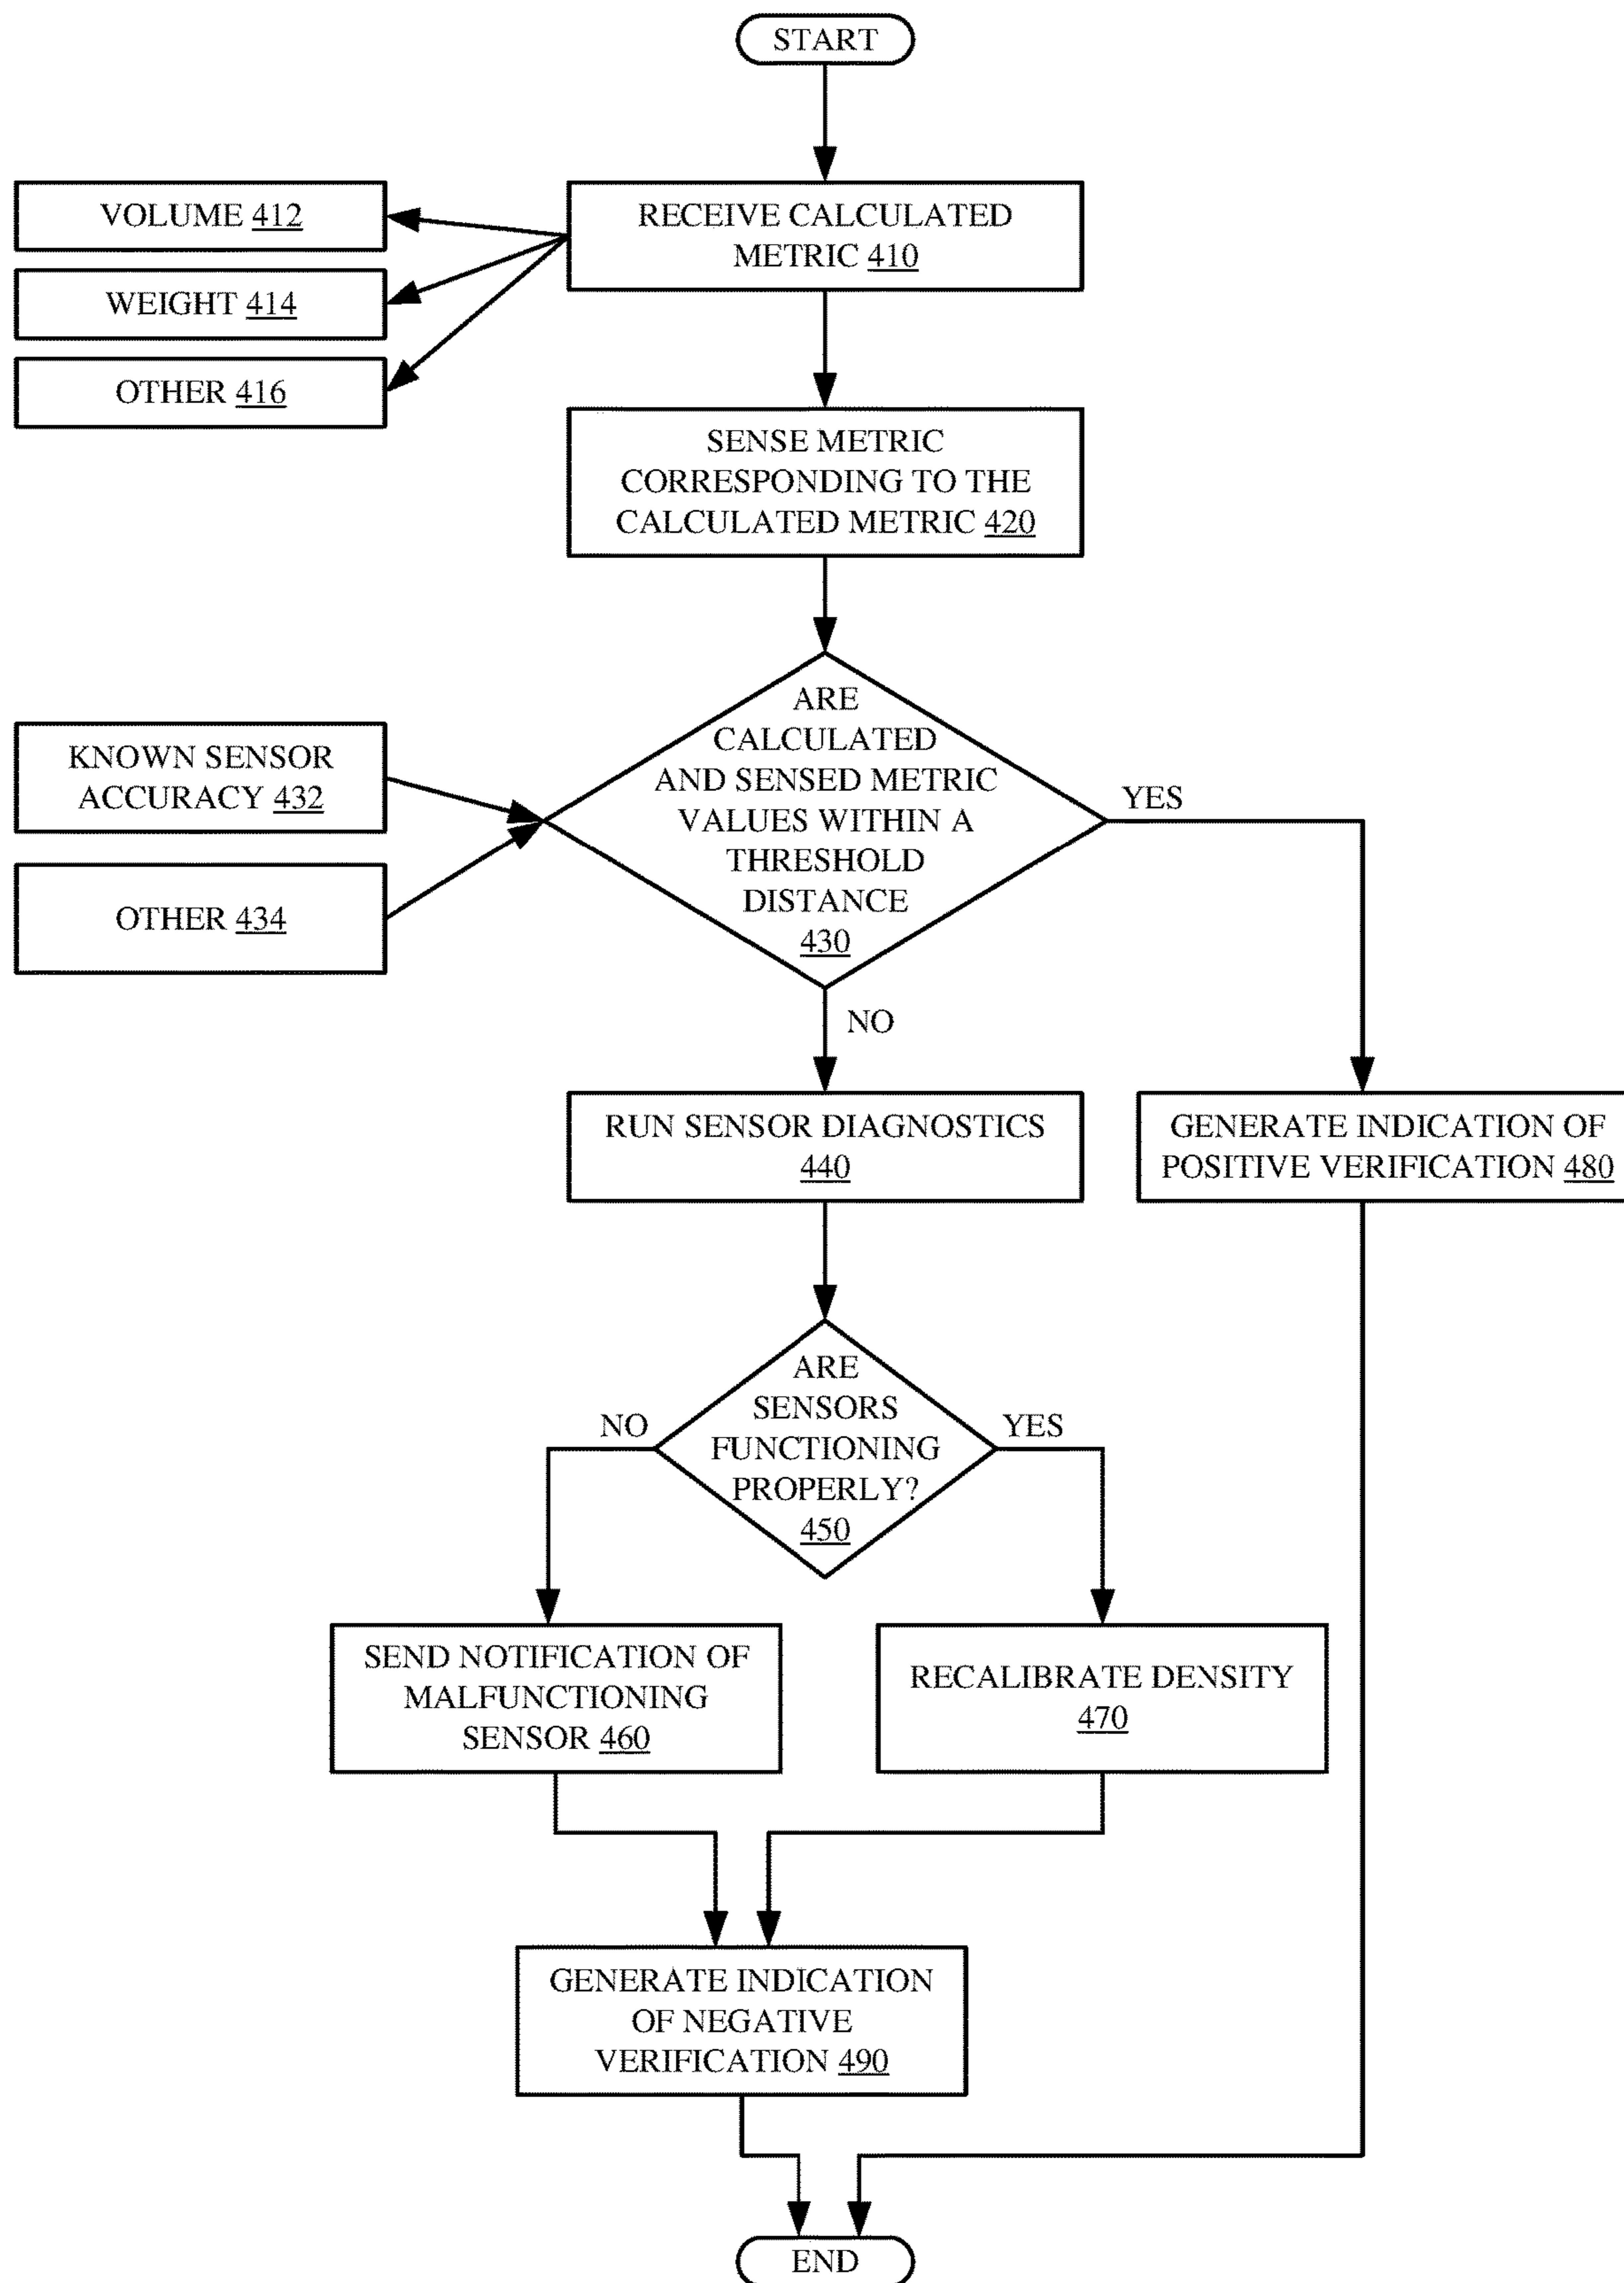 START
RECEIVE CALCULATED
METRIC 410
VOLUME 412
WEIGHT 414
OTHER 416
SENSE METRIC
CORRESPONDING TO THE
CALCULATED METRIC 420
ARE
CALCULATED
AND SENSED METRIC
VALUES WITHIN A
THRESHOLD
DISTANCE
430
KNOWN SENSOR
ACCURACY 432
OTHER 434
YES
NO
RUN SENSOR DIAGNOSTICS
440
GENERATE INDICATION OF
POSITIVE VERIFICATION 480
ARE
SENSORS
FUNCTIONING
PROPERLY?
450
NO
YES
SEND NOTIFICATION OF
MALFUNCTIONING
SENSOR 460
RECALIBRATE DENSITY
470
GENERATE INDICATION
OF NEGATIVE
VERIFICATION 490
END